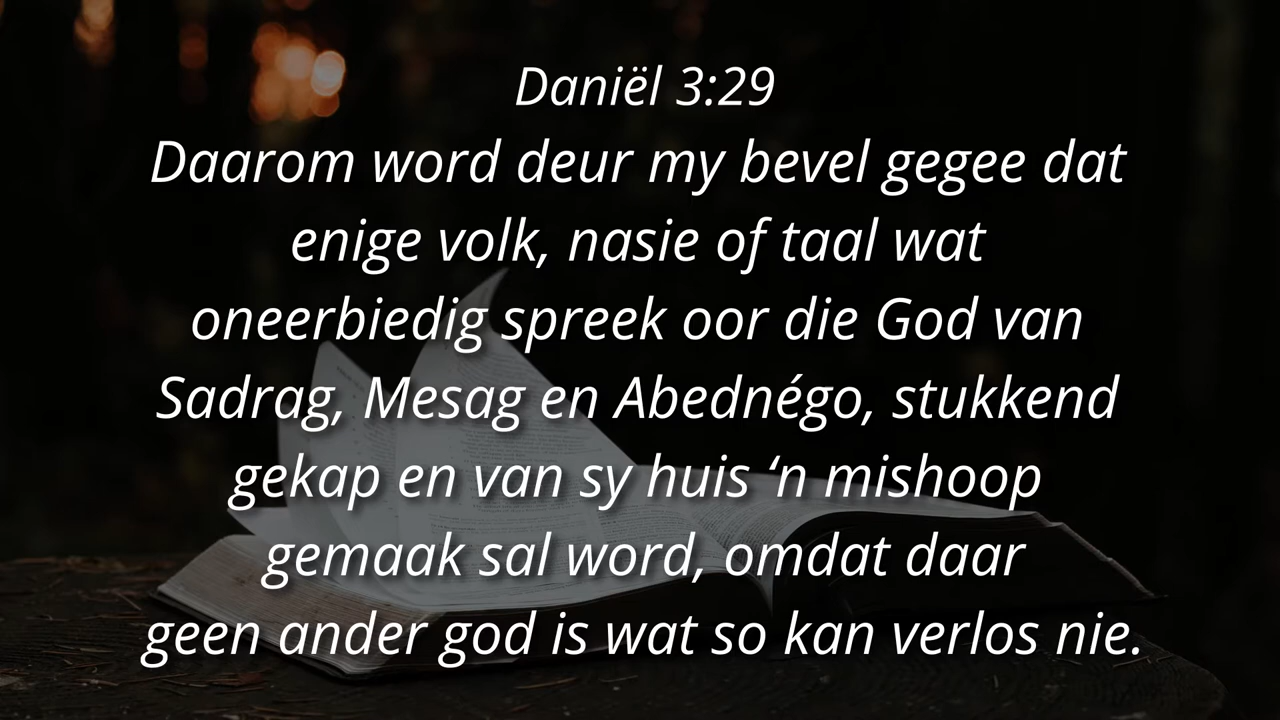 Daniël 3:29
Daarom word deur my bevel gegee dat
enige volk, nasie of taal wat
oneerbiedig spreek oor die God van
Sadrag, Mesag en Abednégo, stukkend
gekap en van sy huis ‘n mishoop
gemaak sal word, omdat daar
geen ander god is wat so kan verlos nie.